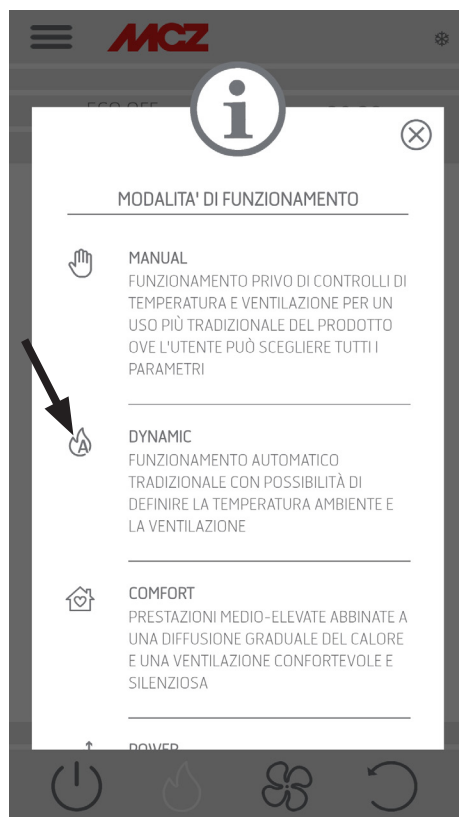 MCZ
i
MODALITA' DI FUNZIONAMENTO
MANUAL
FUNZIONAMENTO PRIVO DI CONTROLLI DI
TEMPERATURA E VENTILAZIONE PER UN
USO PIÙ TRADIZIONALE DEL PRODOTTO
OVE L'UTENTE PUÒ SCEGLIERE TUTTI I
PARAMETRI
A
DYNAMIC
FUNZIONAMENTO AUTOMATICO
TRADIZIONALE CON POSSIBILITÀ DI
DEFINIRE LA TEMPERATURA AMBIENTE E
LA VENTILAZIONE
COMFORT
PRESTAZIONI MEDIO-ELEVATE ABBINATE A
UNA DIFFUSIONE GRADUALE DEL CALORE
E UNA VENTILAZIONE CONFORTEVOLE E
SILENZIOSA
POWER